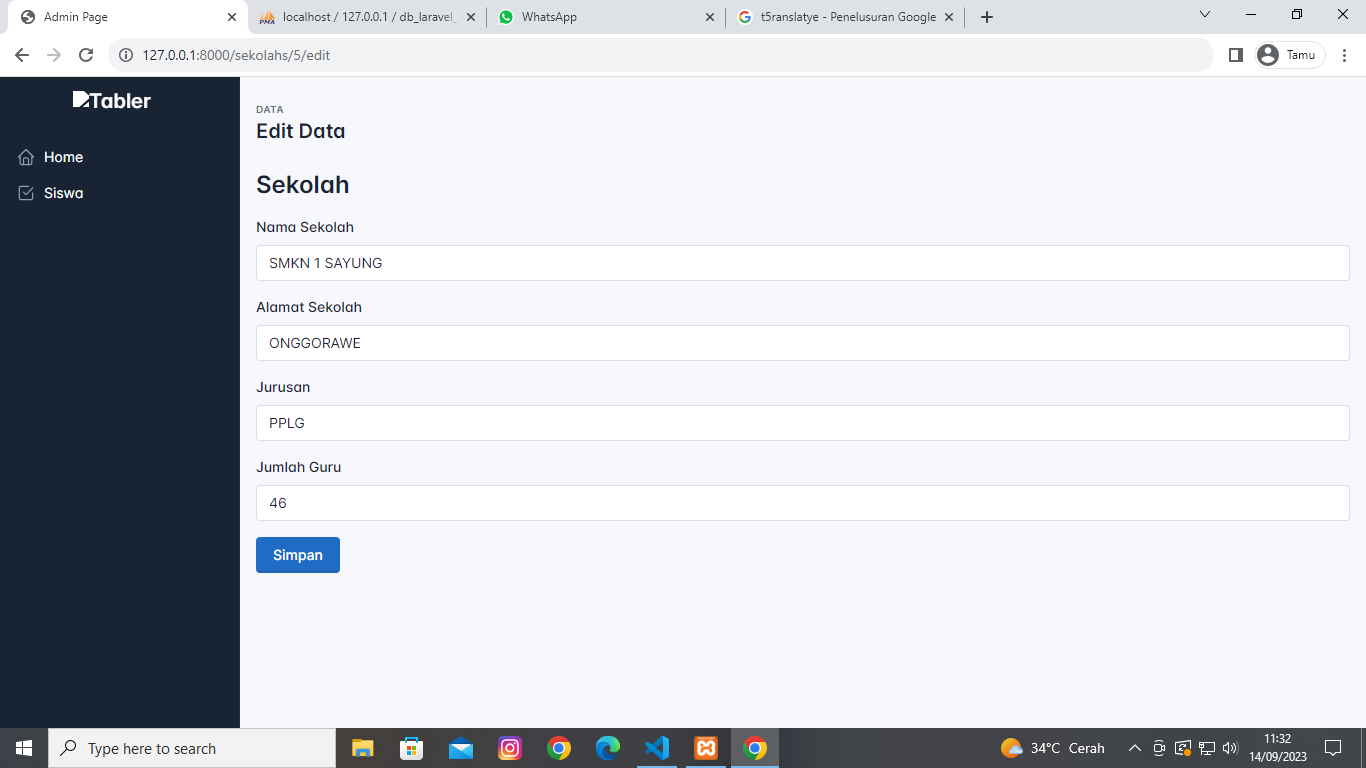 Admin Page
localhost / 127.0.0.1 / db_laravel_
WhatsApp
t5ranslatye - Penelusuran Google
127.0.0.1:8000/sekolahs/5/edit
Tamu
Tabler
Home
Siswa
DATA
Edit Data
Sekolah
Nama Sekolah
SMKN 1 SAYUNG
Alamat Sekolah
ONGGORAWE
Jurusan
PPLG
Jumlah Guru
46
Simpan
Type here to search
34°C Cerah
11:32
14/09/2023